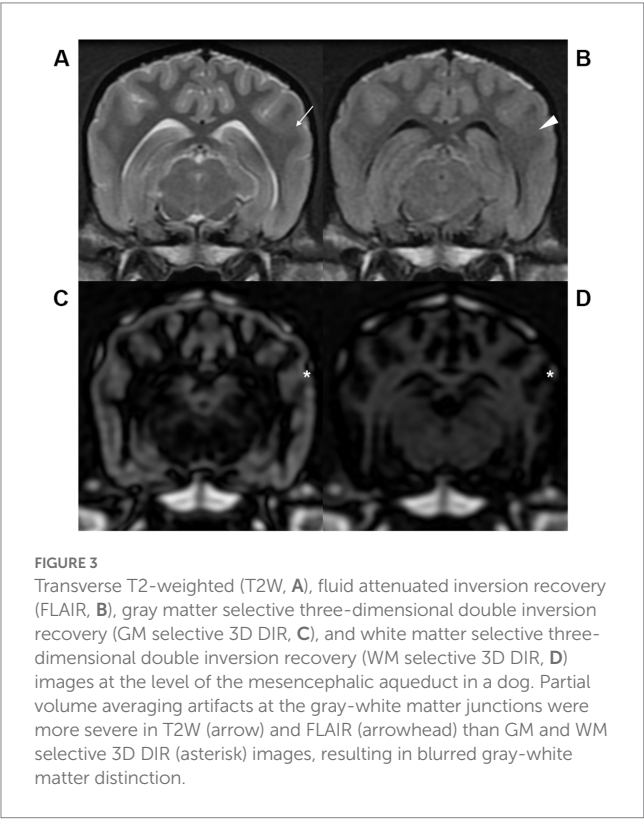 A
B
C
D
*
*
FIGURE 3
Transverse T2-weighted (T2W, A), fluid attenuated inversion recovery
(FLAIR, B), gray matter selective three-dimensional double inversion
recovery (GM selective 3D DIR, C), and white matter selective three-
dimensional double inversion recovery (WM selective 3D DIR, D)
images at the level of the mesencephalic aqueduct in a dog. Partial
volume averaging artifacts at the gray-white matter junctions were
more severe in T2W (arrow) and FLAIR (arrowhead) than GM and WM
selective 3D DIR (asterisk) images, resulting in blurred gray-white
matter distinction.